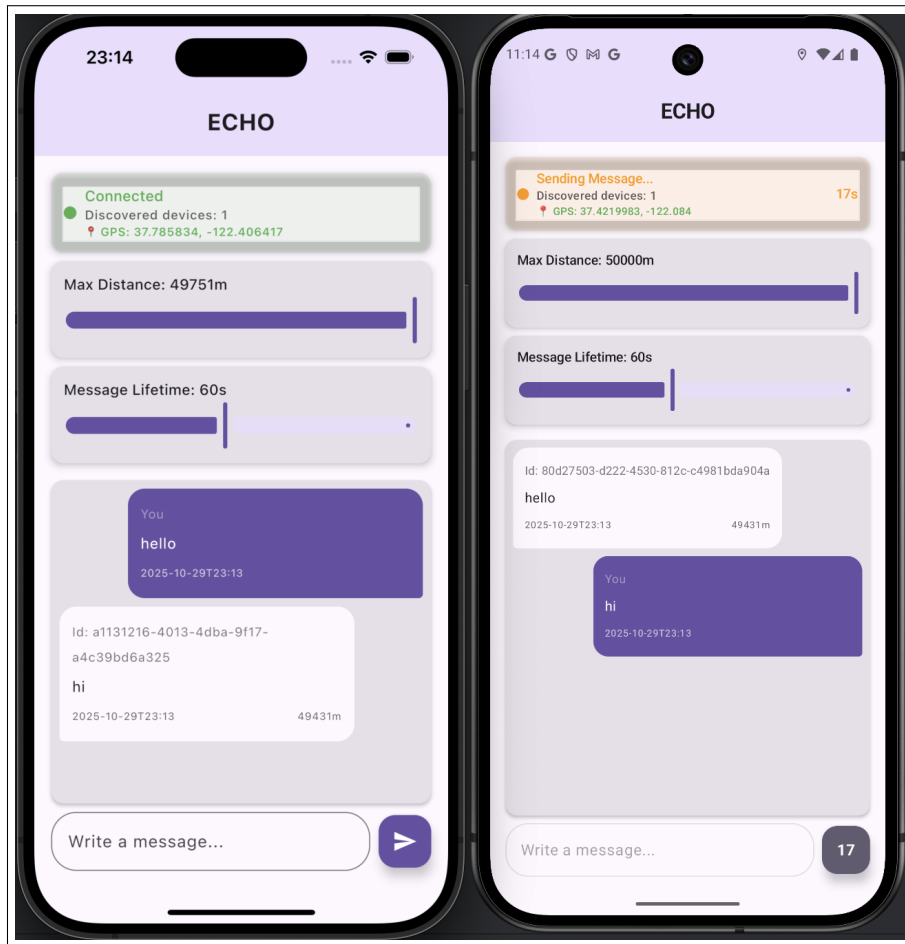 23:14
ECHO
Connected
Discovered devices: 1
📍 GPS: 37.785834, -122.406417
Max Distance: 49751m
Message Lifetime: 60s
You
hello
2025-10-29T23:13
Id: a1131216-4013-4dba-9f17-
a4c39bd6a325
hi
2025-10-29T23:13 49431m
Write a message...
11:14 G G
ECHO
Sending Message...
Discovered devices: 1 17s
📍 GPS: 37.4219983, -122.084
Max Distance: 50000m
Message Lifetime: 60s
Id: 80d27503-d222-4530-812c-c4981bda904a
hello
2025-10-29T23:13 49431m
You
hi
2025-10-29T23:13
Write a message... 17